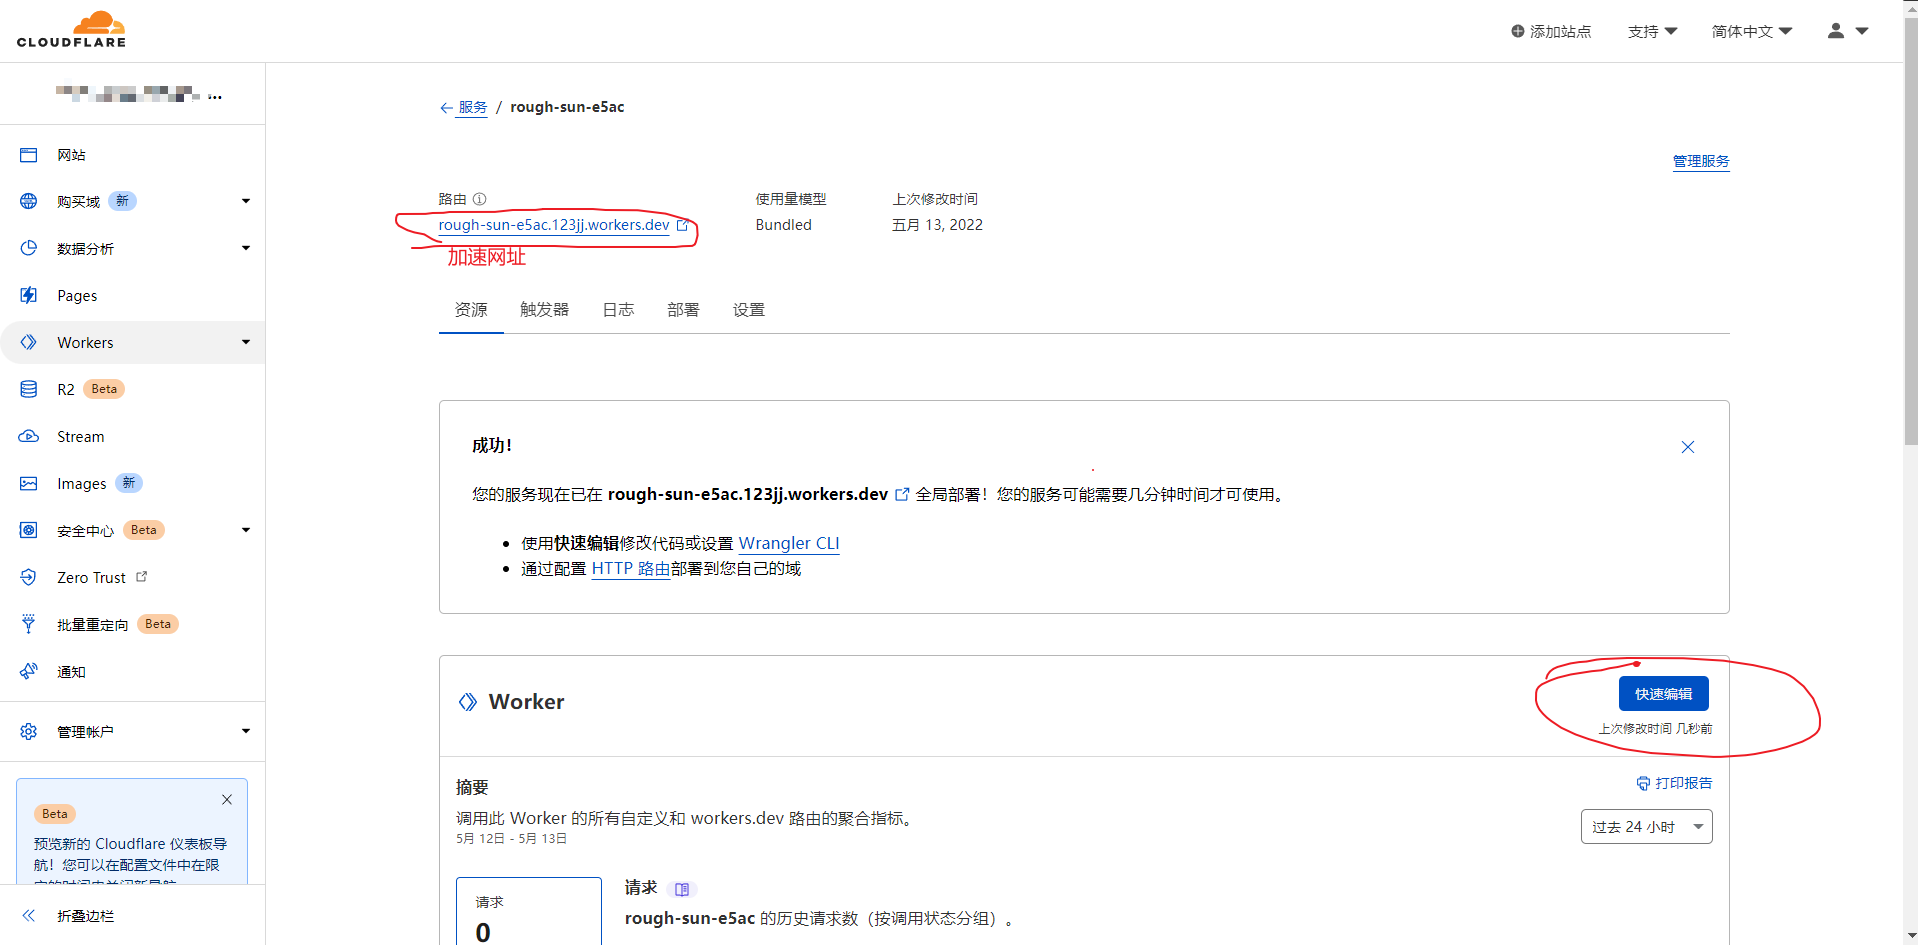 CLOUDFLARE
添加站点
支持
简体中文
...
网站
购买域 新
数据分析
Pages
Workers
R2 Beta
Stream
Images 新
安全中心 Beta
Zero Trust
批量重定向 Beta
通知
管理帐户
Beta
预览新的 Cloudflare 仪表板导
航！您可以在配置文件中在限
折叠边栏
← 服务 / rough-sun-e5ac
管理服务
路由
使用量模型
上次修改时间
rough-sun-e5ac.123jj.workers.dev
Bundled
五月 13, 2022
加速网址
资源
触发器
日志
部署
设置
成功！
您的服务现在已在 rough-sun-e5ac.123jj.workers.dev 全局部署！您的服务可能需要几分钟时间才可使用。
使用快速编辑修改代码或设置 Wrangler CLI
通过配置 HTTP 路由部署到您自己的域
Worker
快速编辑
上次修改时间 几秒前
摘要
打印报告
调用此 Worker 的所有自定义和 workers.dev 路由的聚合指标。
5月 12日 - 5月 13日
过去 24 小时
请求
0
请求
rough-sun-e5ac 的历史请求数（按调用状态分组）。